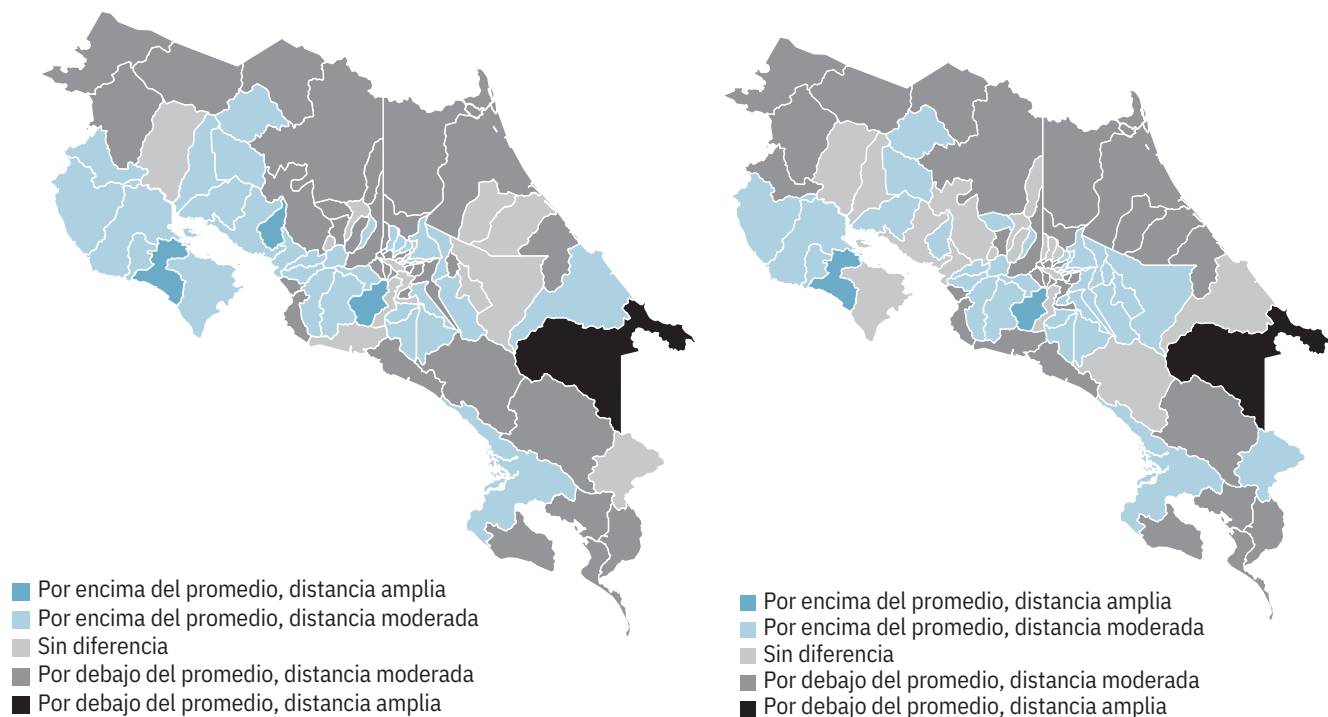 Por encima del promedio, distancia amplia
Por encima del promedio, distancia moderada
Sin diferencia
Por debajo del promedio, distancia moderada
Por debajo del promedio, distancia amplia
Por encima del promedio, distancia amplia
Por encima del promedio, distancia moderada
Sin diferencia
Por debajo del promedio, distancia moderada
Por debajo del promedio, distancia amplia